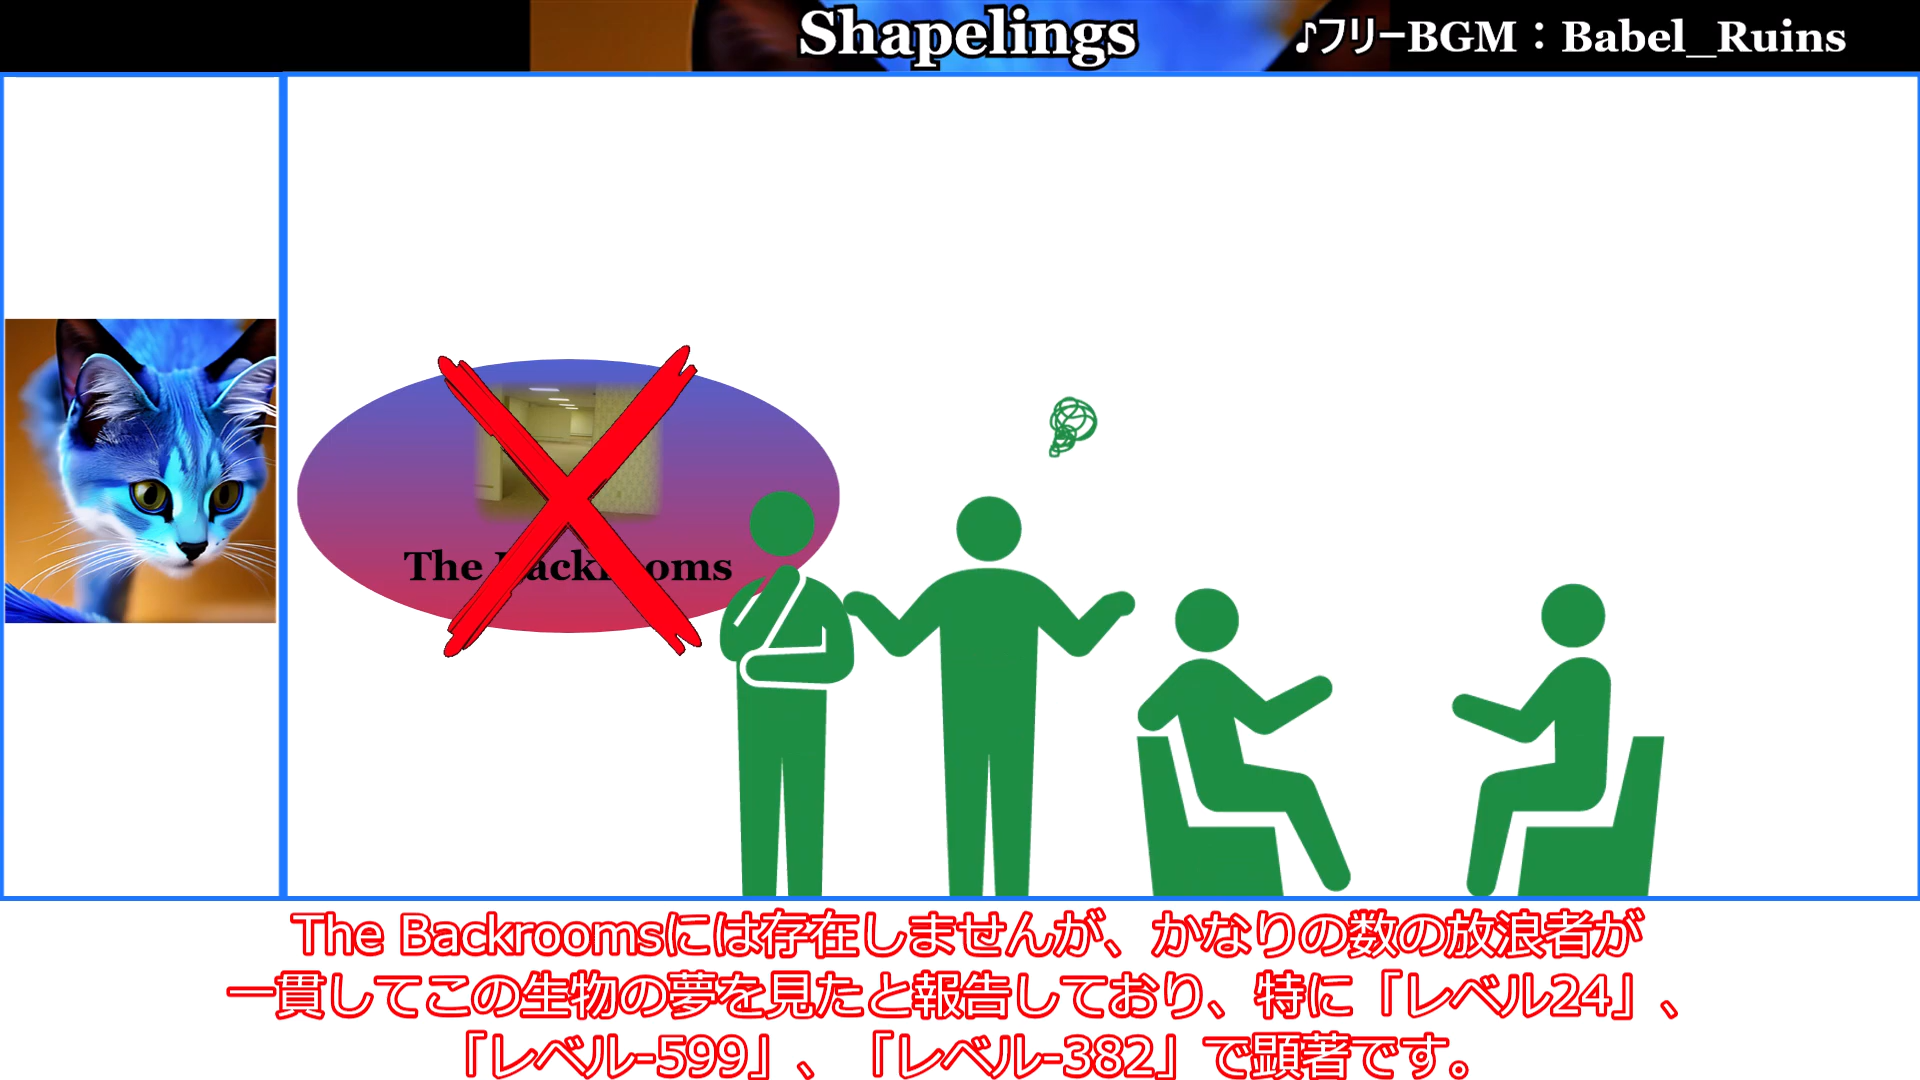 Shapelings
♪フリーBGM：Babel_Ruins
The Backrooms
The Backroomsには存在しませんが、かなりの数の放浪者が
一貫してこの生物の夢を見たと報告しており、特に「レベル24」、
「レベル-599」、「レベル-382」で顕著です。